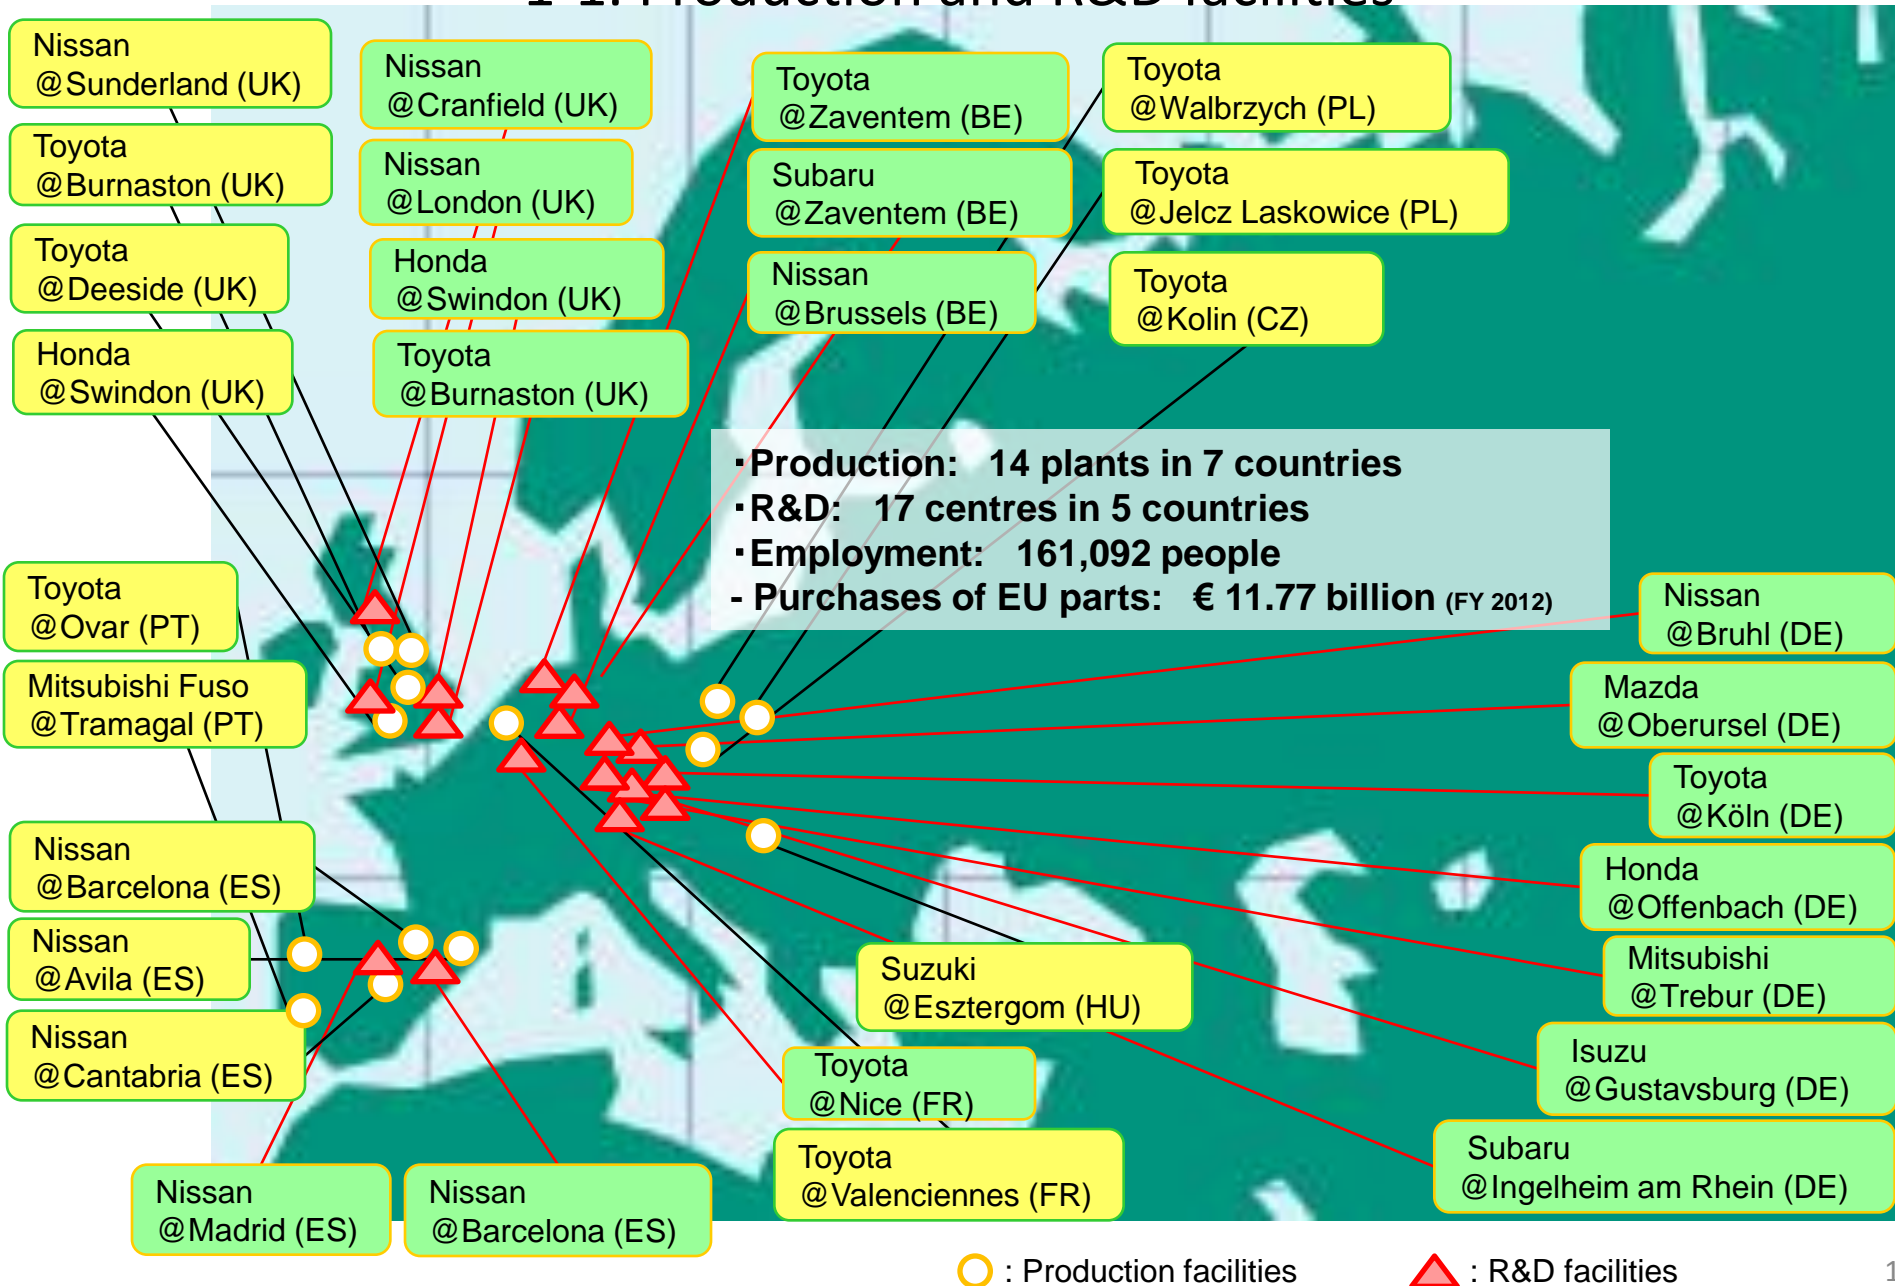 1-1. Production and R&D facilities
Nissan
@Sunderland (UK)
Toyota
@Burnaston (UK)
Toyota
@Deeside (UK)
Honda
@Swindon (UK)
Nissan
@Cranfield (UK)
Nissan
@London (UK)
Honda
@Swindon (UK)
Toyota
@Burnaston (UK)
Toyota
@Zaventem (BE)
Subaru
@Zaventem (BE)
Nissan
@Brussels (BE)
Toyota
@Walbrzych (PL)
Toyota
@Jelcz Laskowice (PL)
Toyota
@Kolin (CZ)
・Production: 14 plants in 7 countries
・R&D: 17 centres in 5 countries
・Employment: 161,092 people
- Purchases of EU parts: € 11.77 billion (FY 2012)
Toyota
@Ovar (PT)
Mitsubishi Fuso
@Tramagal (PT)
Nissan
@Barcelona (ES)
Nissan
@Avila (ES)
Nissan
@Cantabria (ES)
Nissan
@Madrid (ES)
Nissan
@Barcelona (ES)
Suzuki
@Esztergom (HU)
Toyota
@Nice (FR)
Toyota
@Valenciennes (FR)
Nissan
@Bruhl (DE)
Mazda
@Oberursel (DE)
Toyota
@Köln (DE)
Honda
@Offenbach (DE)
Mitsubishi
@Trebur (DE)
Isuzu
@Gustavsburg (DE)
Subaru
@Ingelheim am Rhein (DE)
: Production facilities
: R&D facilities